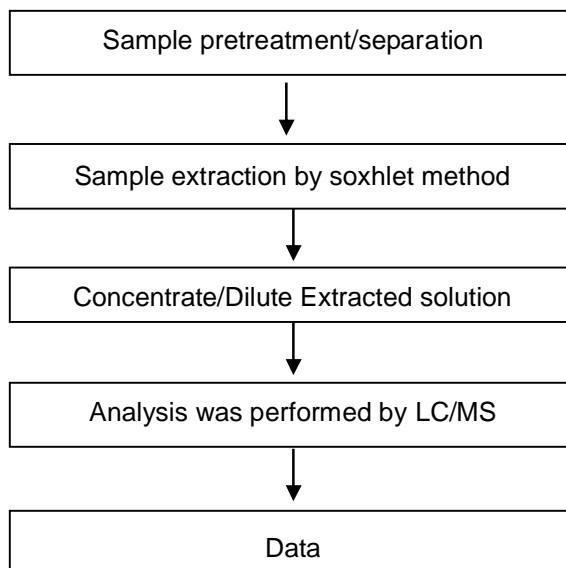 Sample pretreatment/separation
Sample extraction by soxhlet method
Concentrate/Dilute Extracted solution
Analysis was performed by LC/MS
Data